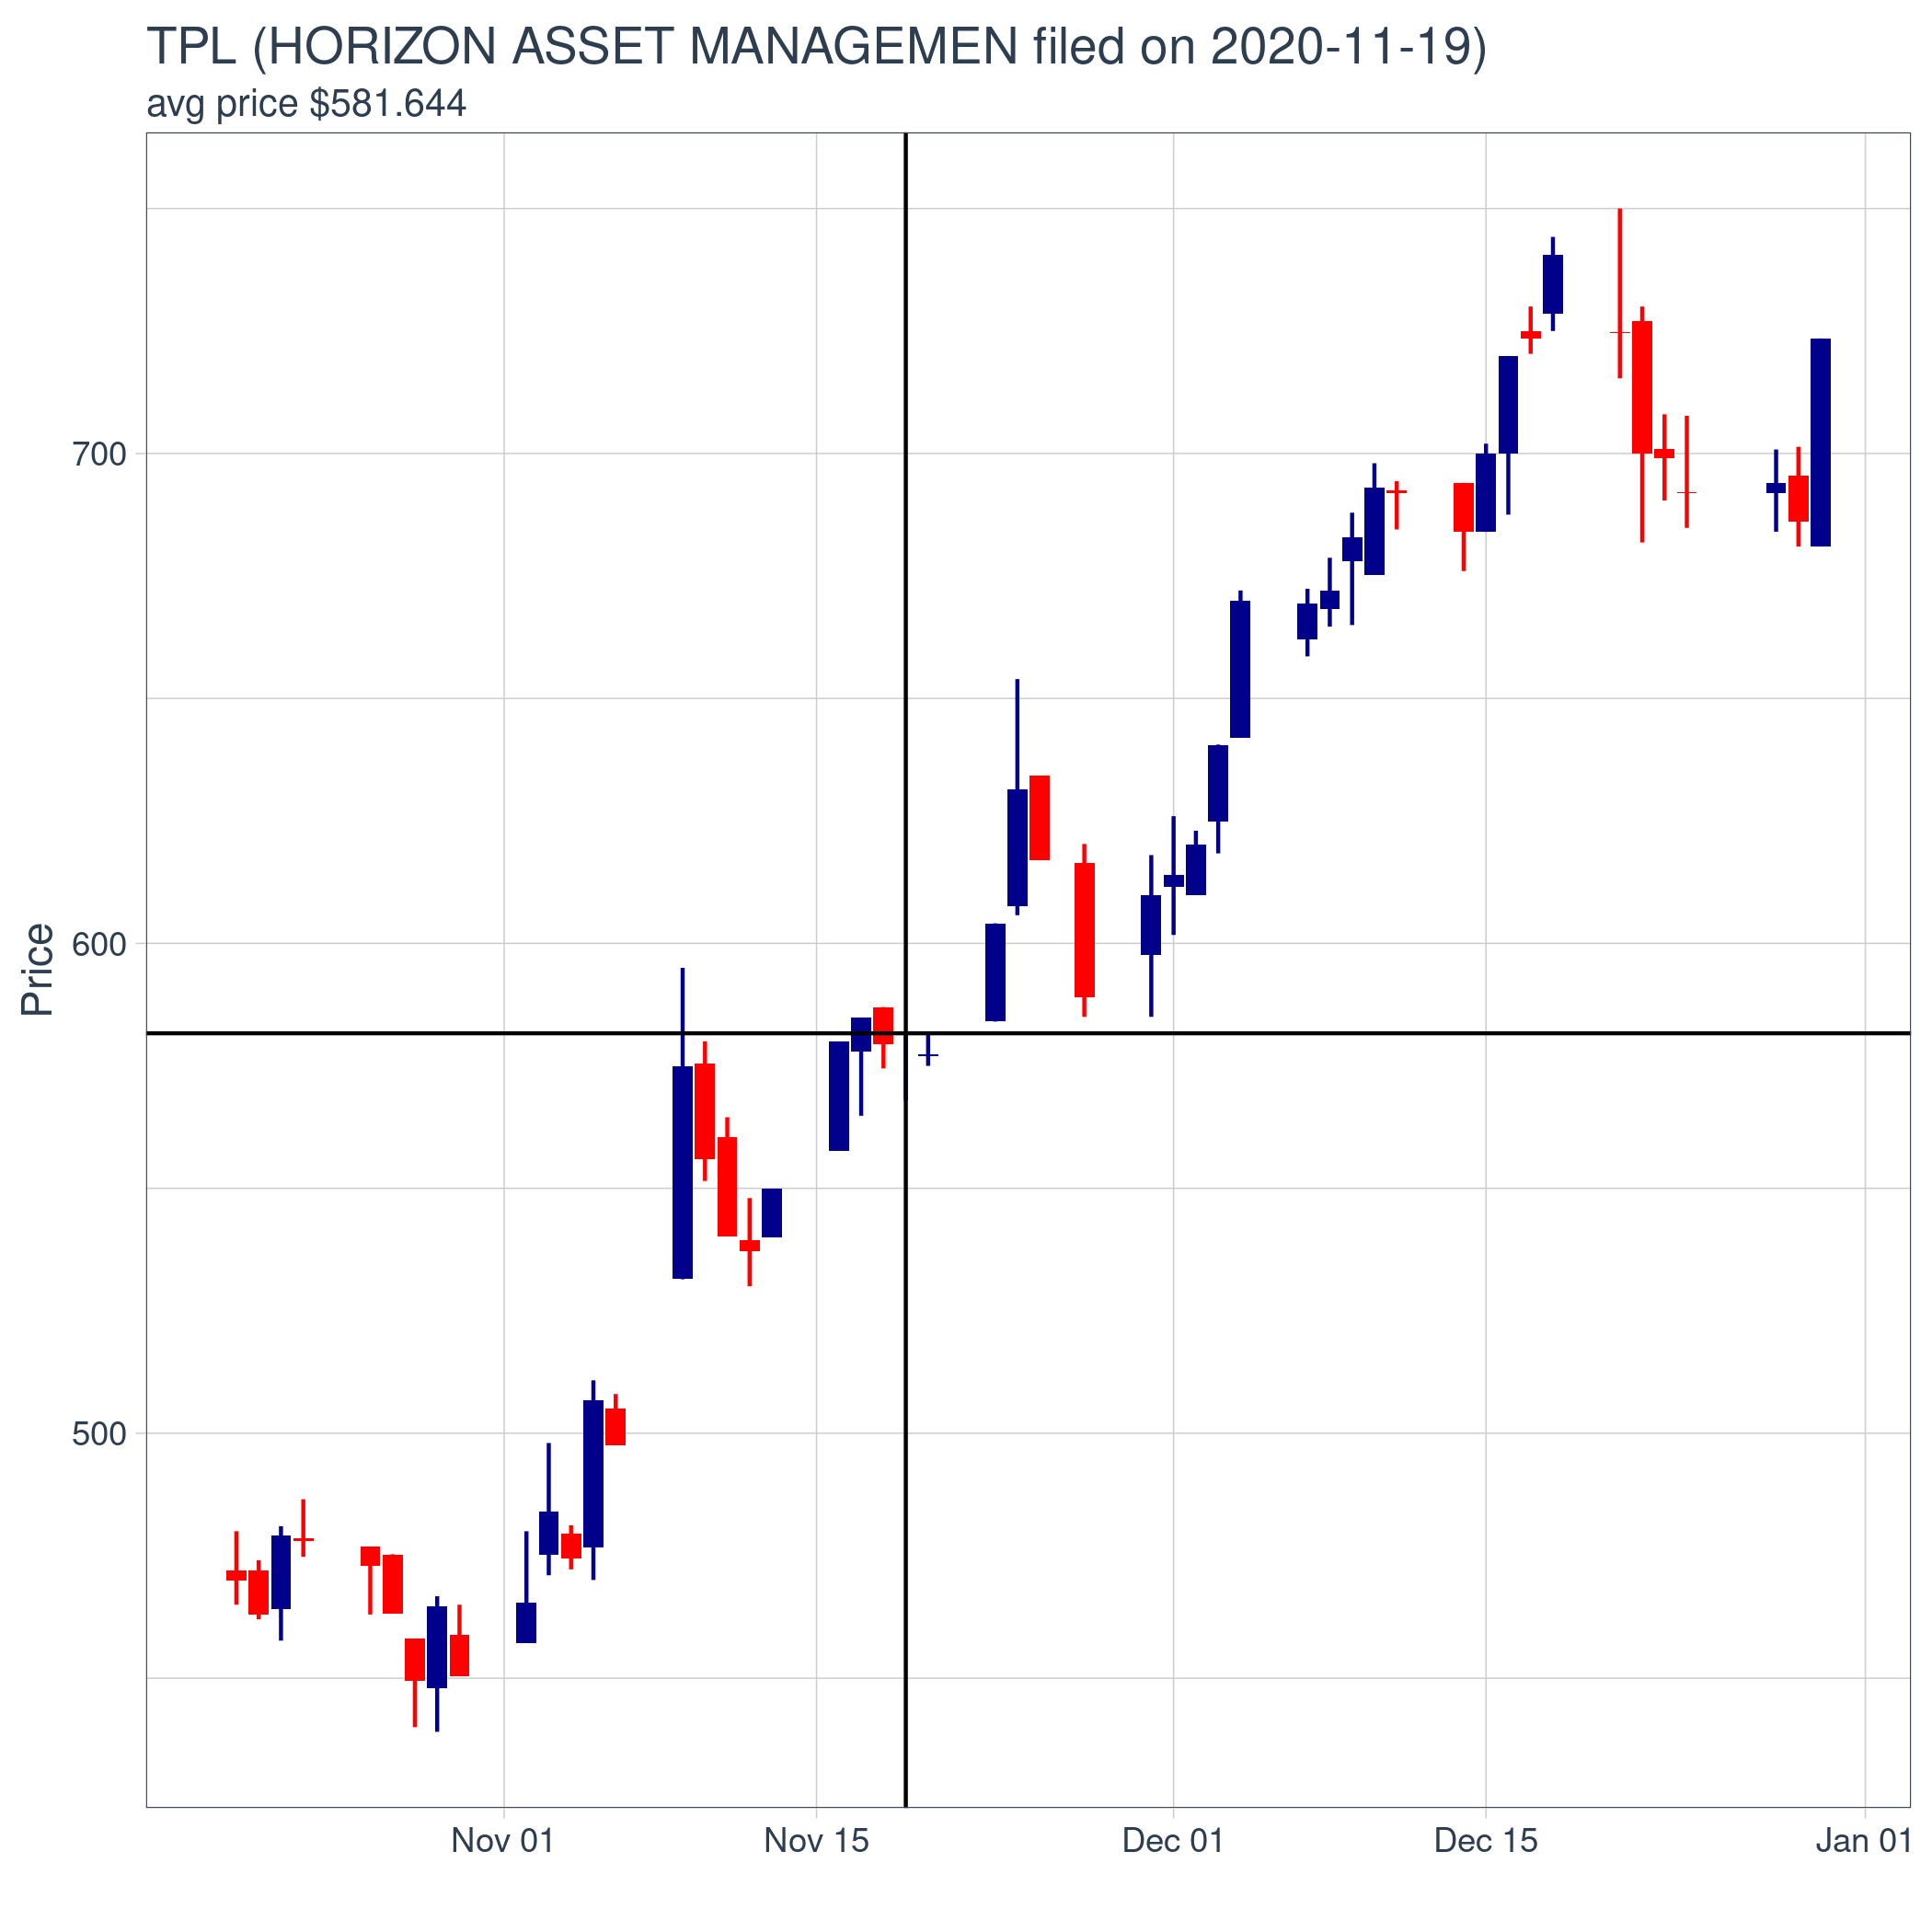 TPL (HORIZON ASSET MANAGEMEN filed on 2020-11-19)
avg price $581.644
700
600
500
Price
Nov 01
Nov 15
Dec 01
Dec 15
Jan 01